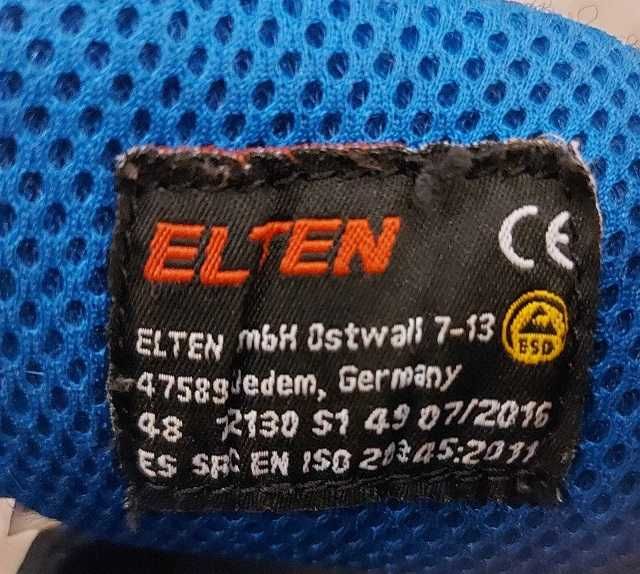 ELTEN
CE
ELTEN mbH Ostwall 7-13
ESD
47589 Uedem, Germany
48 2130 S1 49 07/2016
ES SRC EN ISO 20345:2011